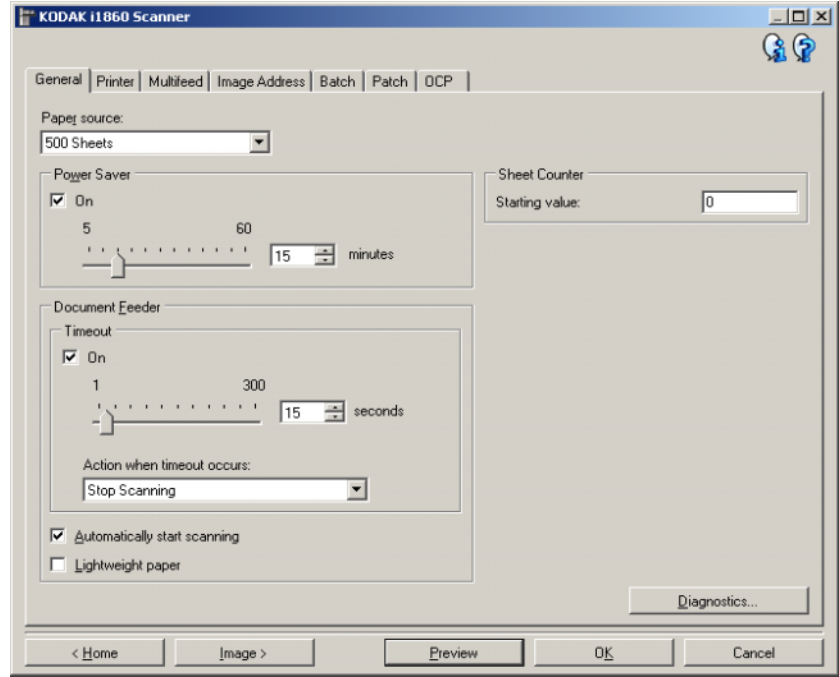 KODAK i1860 Scanner
General Printer Multifeed Image Address Batch Patch OCP
Paper source:
500 Sheets
Power Saver
On
5 60
15 minutes
Sheet Counter
Starting value: 0
Document Feeder
Timeout
On
1 300
15 seconds
Action when timeout occurs:
Stop Scanning
Automatically start scanning
Lightweight paper
Diagnostics...
< Home Image > Preview OK Cancel